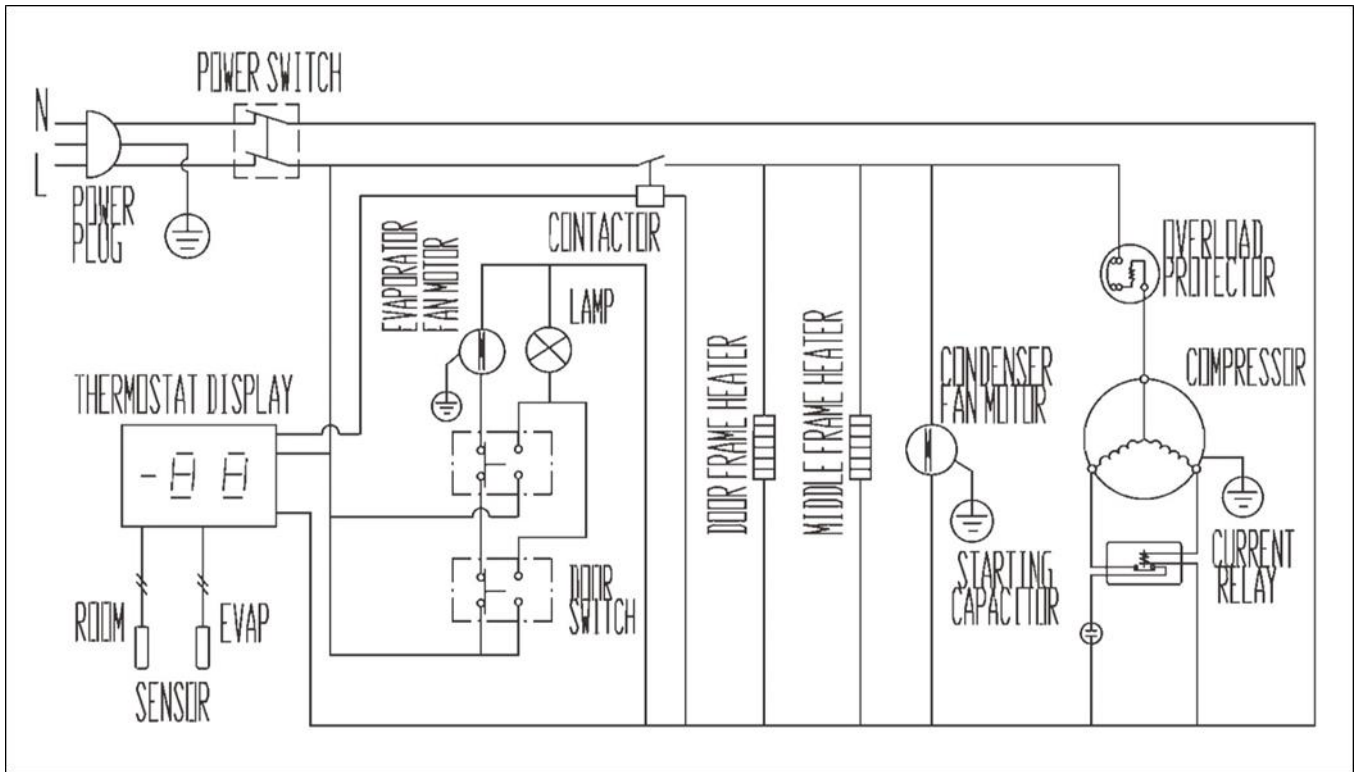 POWER SWITCH
N
L
POWER
PLUG
CONTACTOR
EVAPORATOR
FAN MOTOR
LAMP
OVERLOAD
PROTECTOR
THERMOSTAT DISPLAY
-88
DOOR FRAME HEATER
MIDDLE FRAME HEATER
CONDENSER
FAN MOTOR
COMPRESSOR
STARTING
CAPACITOR
CURRENT
RELAY
DOOR
SWITCH
ROOM
EVAP
SENSOR